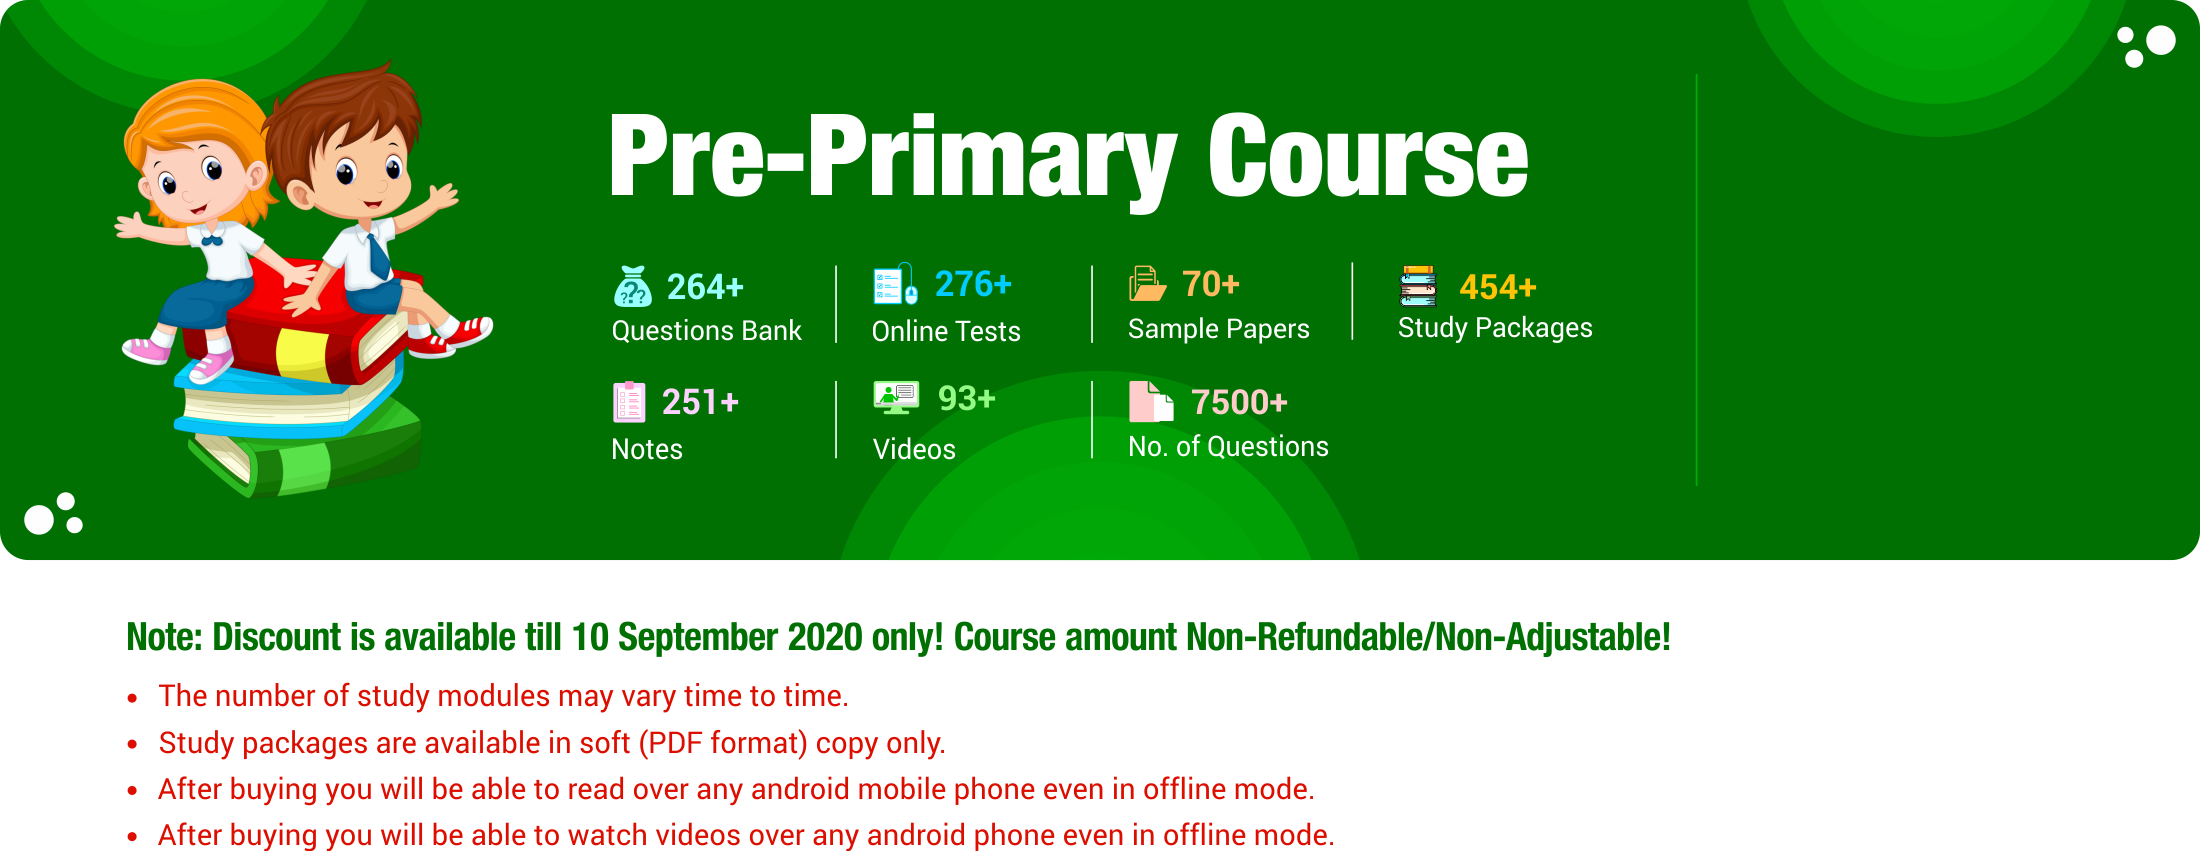 Pre-Primary Course
264+
Questions Bank
276+
Online Tests
70+
Sample Papers
454+
Study Packages
251+
Notes
93+
Videos
7500+
No. of Questions
Note: Discount is available till 10 September 2020 only! Course amount Non-Refundable/Non-Adjustable!
• The number of study modules may vary time to time.
• Study packages are available in soft (PDF format) copy only.
• After buying you will be able to read over any android mobile phone even in offline mode.
• After buying you will be able to watch videos over any android phone even in offline mode.